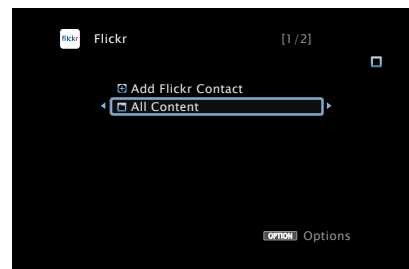 flickr Flickr [1/2]
Add Flickr Contact
All Content
OPTION Options